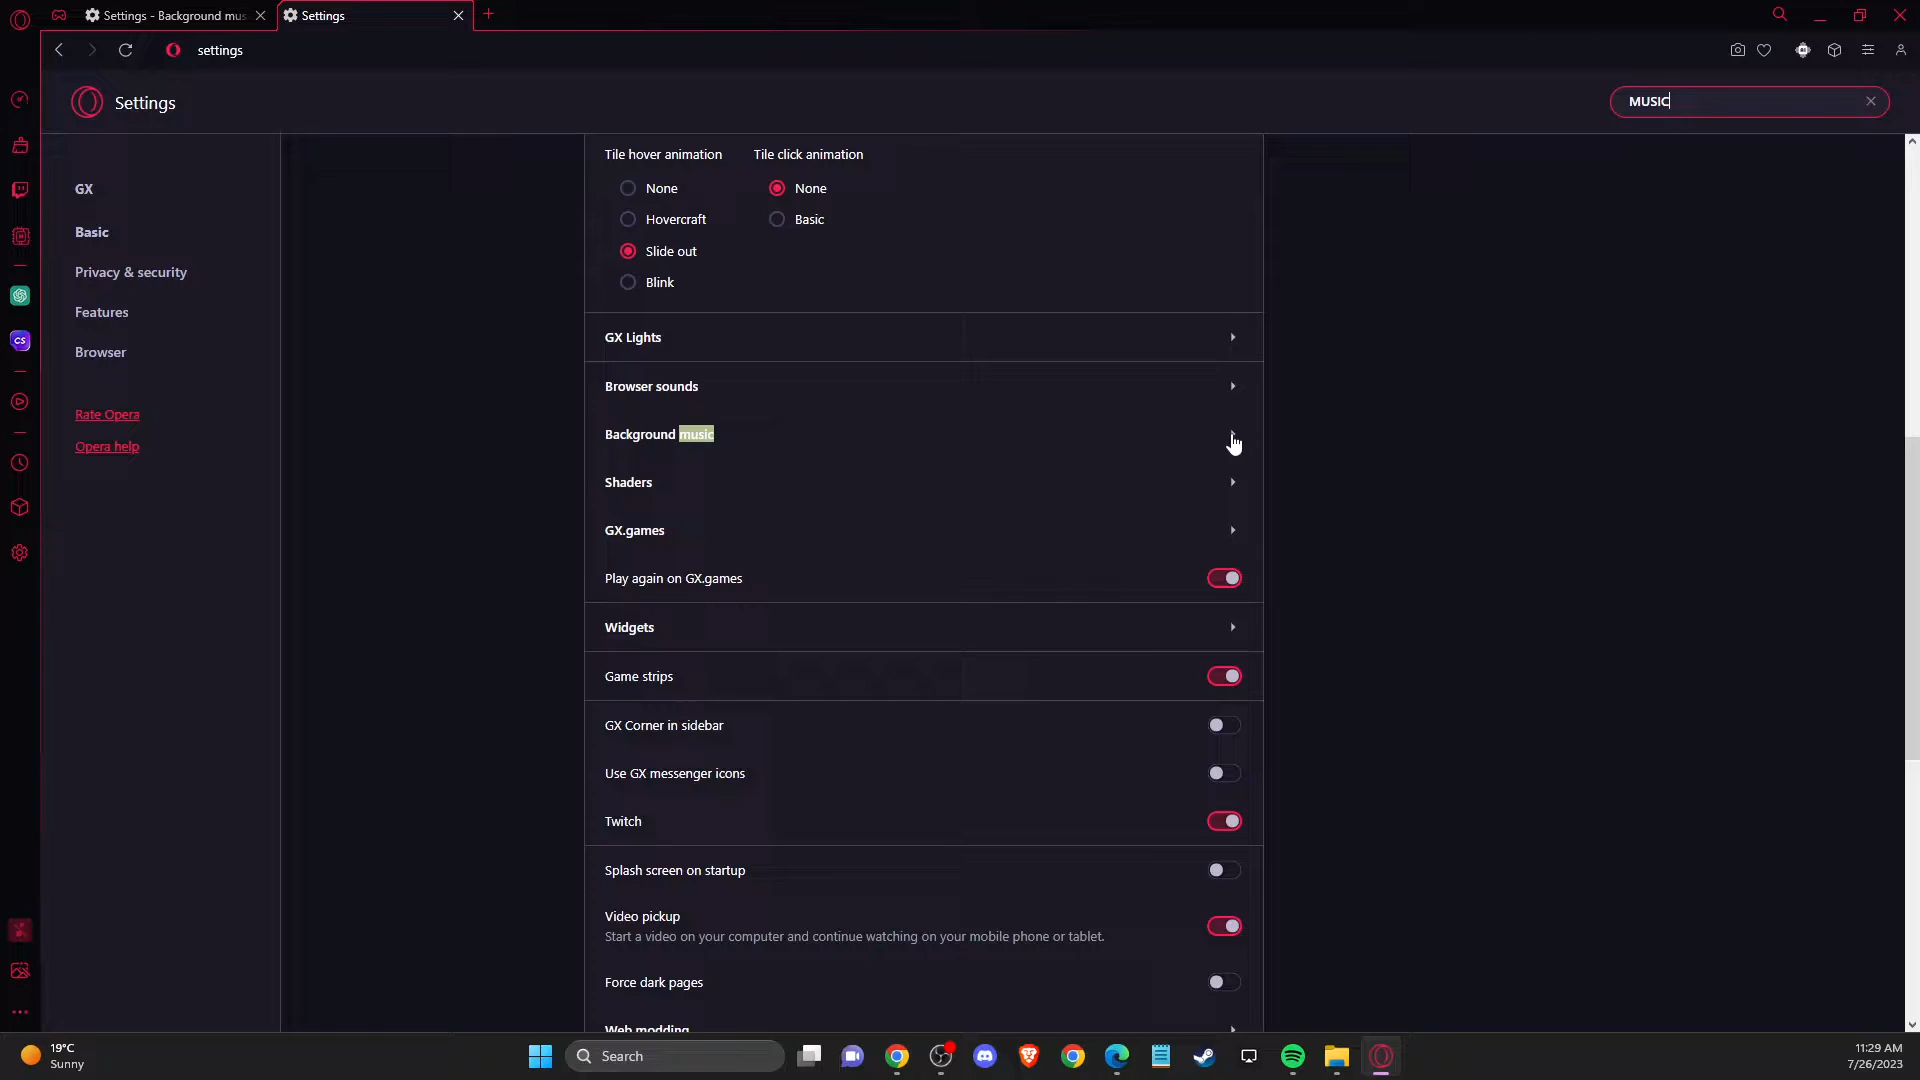 Settings - Background mus
Settings
settings
Settings
MUSIC
GX
Basic
Privacy & security
Features
Browser
Rate Opera
Opera help
Tile hover animation
Tile click animation
None
None
Hovercraft
Basic
Slide out
Blink
GX Lights
Browser sounds
Background music
Shaders
GX.games
Play again on GX.games
Widgets
Game strips
GX Corner in sidebar
Use GX messenger icons
Twitch
Splash screen on startup
Video pickup
Start a video on your computer and continue watching on your mobile phone or tablet.
Force dark pages
Web modding
CS
19°C
Sunny
Search
11:29 AM
7/26/2023